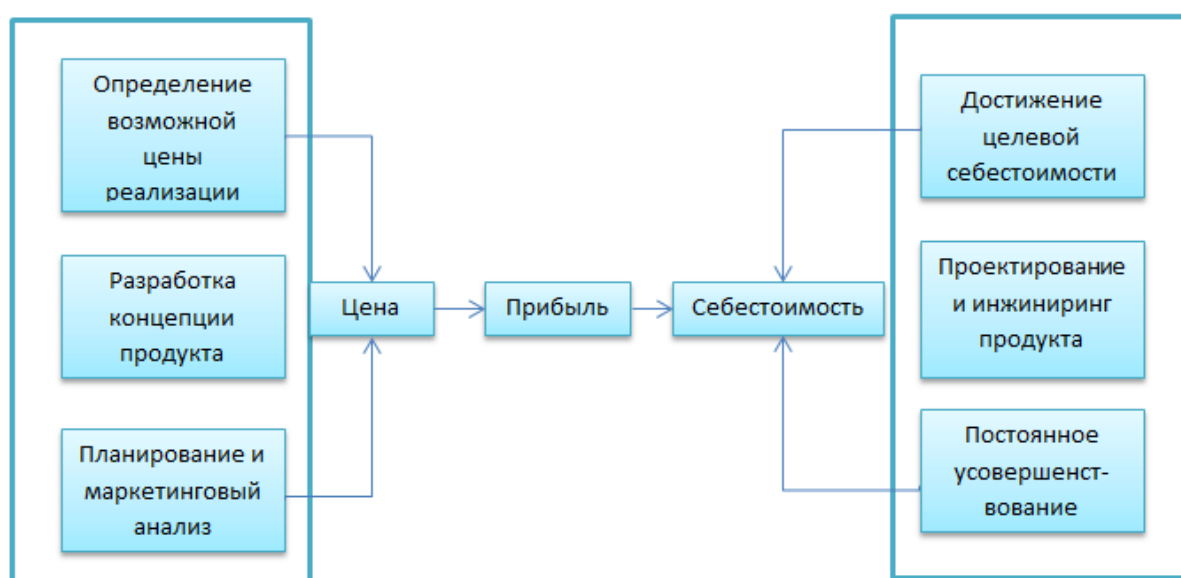 Определение
возможной
цены
реализации
Разработка
концепции
продукта
Планирование и
маркетинговый
анализ
Цена
Прибыль
Себестоимость
Достижение
целевой
себестоимости
Проектирование
и инжиниринг
продукта
Постоянное
усовершенст-
вование